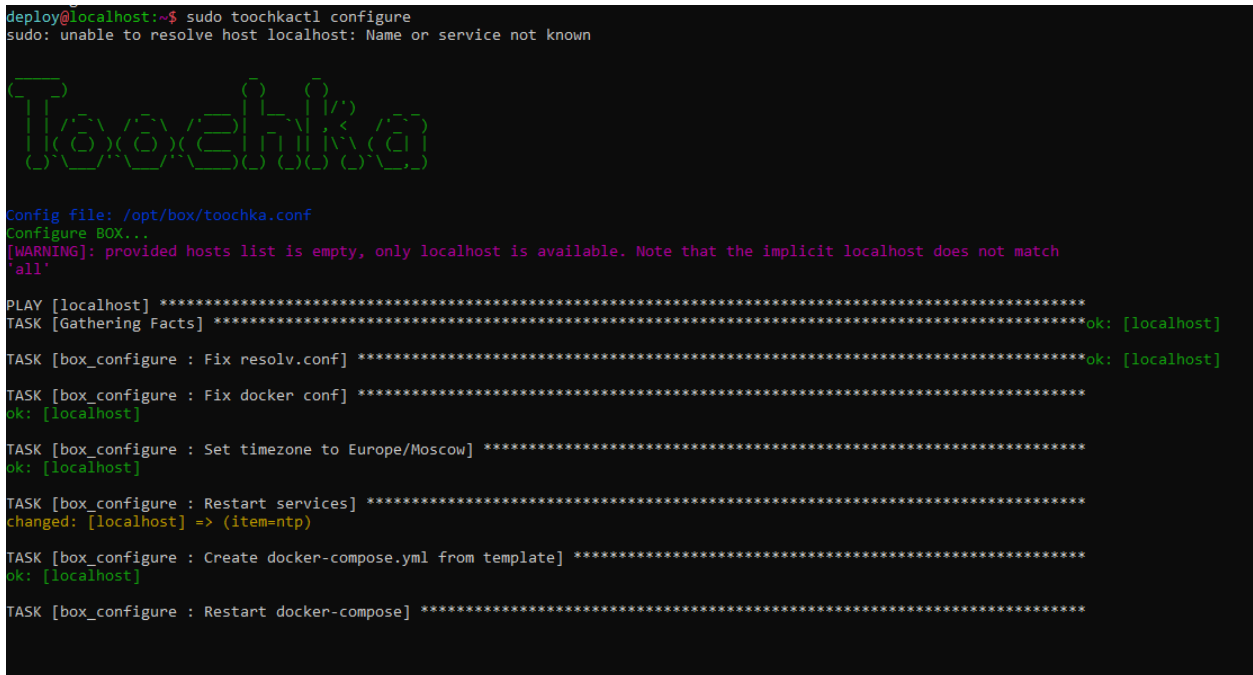 deploy@localhost:~$ sudo toochkactl configure
sudo: unable to resolve host localhost: Name or service not known
Toochka
Config file: /opt/box/toochka.conf
Configure BOX...
[WARNING]: provided hosts list is empty, only localhost is available. Note that the implicit localhost does not match
'all'
PLAY [localhost] *******************************************************************************************************
TASK [Gathering Facts] *************************************************************************************************ok: [localhost]
TASK [box_configure : Fix resolv.conf] *********************************************************************************ok: [localhost]
TASK [box_configure : Fix docker conf] *********************************************************************************
ok: [localhost]
TASK [box_configure : Set timezone to Europe/Moscow] *******************************************************************
ok: [localhost]
TASK [box_configure : Restart services] ********************************************************************************
changed: [localhost] => (item=ntp)
TASK [box_configure : Create docker-compose.yml from template] *********************************************************
ok: [localhost]
TASK [box_configure : Restart docker-compose] **************************************************************************